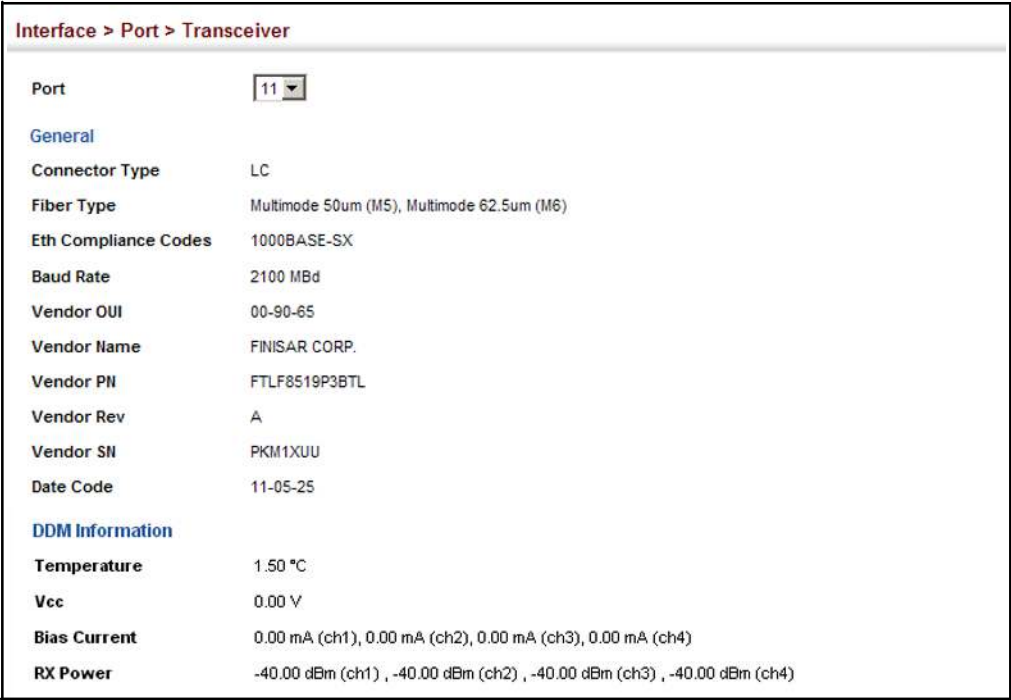 Interface > Port > Transceiver
Port 11
General
Connector Type LC
Fiber Type Multimode 50um (M5), Multimode 62.5um (M6)
Eth Compliance Codes 1000BASE-SX
Baud Rate 2100 MBd
Vendor OUI 00-90-65
Vendor Name FINISAR CORP.
Vendor PN FTLF8519P3BTL
Vendor Rev A
Vendor SN PKM1XUU
Date Code 11-05-25
DDM Information
Temperature 1.50 °C
Vcc 0.00 V
Bias Current 0.00 mA (ch1), 0.00 mA (ch2), 0.00 mA (ch3), 0.00 mA (ch4)
RX Power -40.00 dBm (ch1) , -40.00 dBm (ch2) , -40.00 dBm (ch3) , -40.00 dBm (ch4)